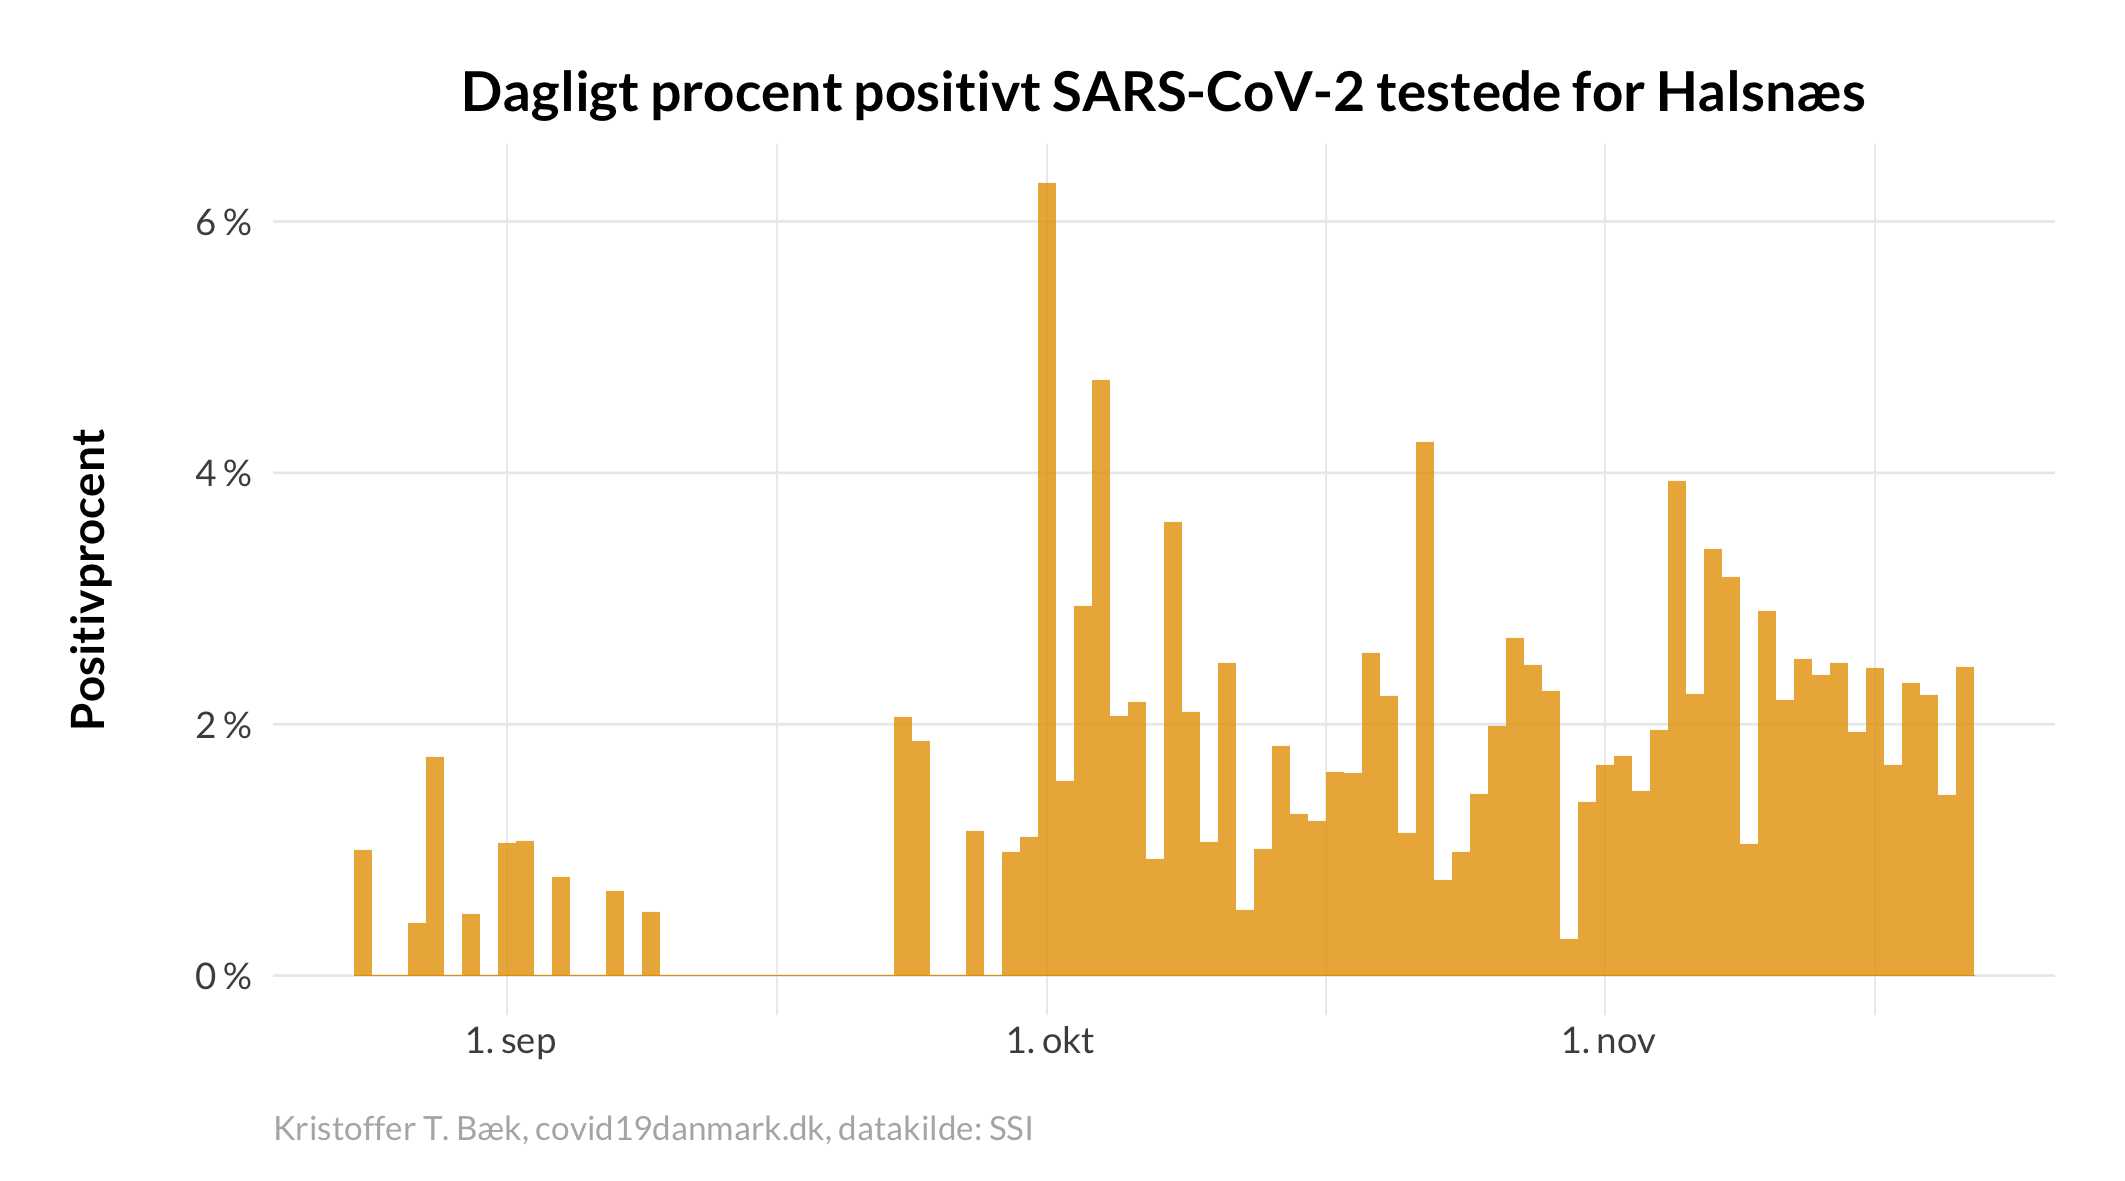 Dagligt procent positivt SARS-CoV-2 testede for Halsnæs
Positivprocent
6 %
4 %
2 %
0 %
1. sep
1. okt
1. nov
Kristoffer T. Bæk, covid19danmark.dk, datakilde: SSI